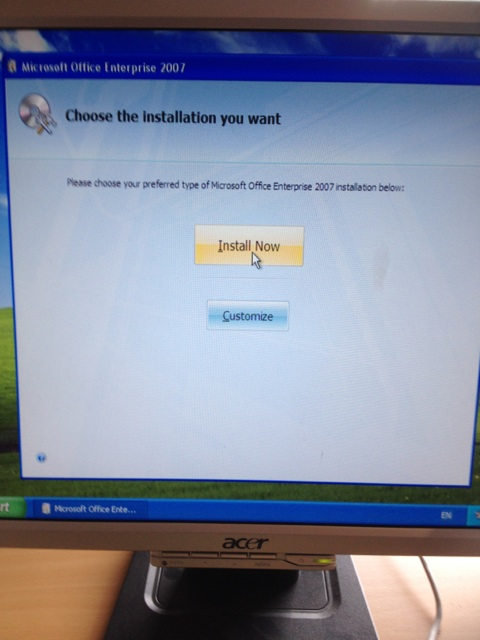 Microsoft Office Enterprise 2007
Choose the installation you want
Please choose your preferred type of Microsoft Office Enterprise 2007 installation below:
Install Now
Customize
rt
Microsoft Office Ente...
EN
acer